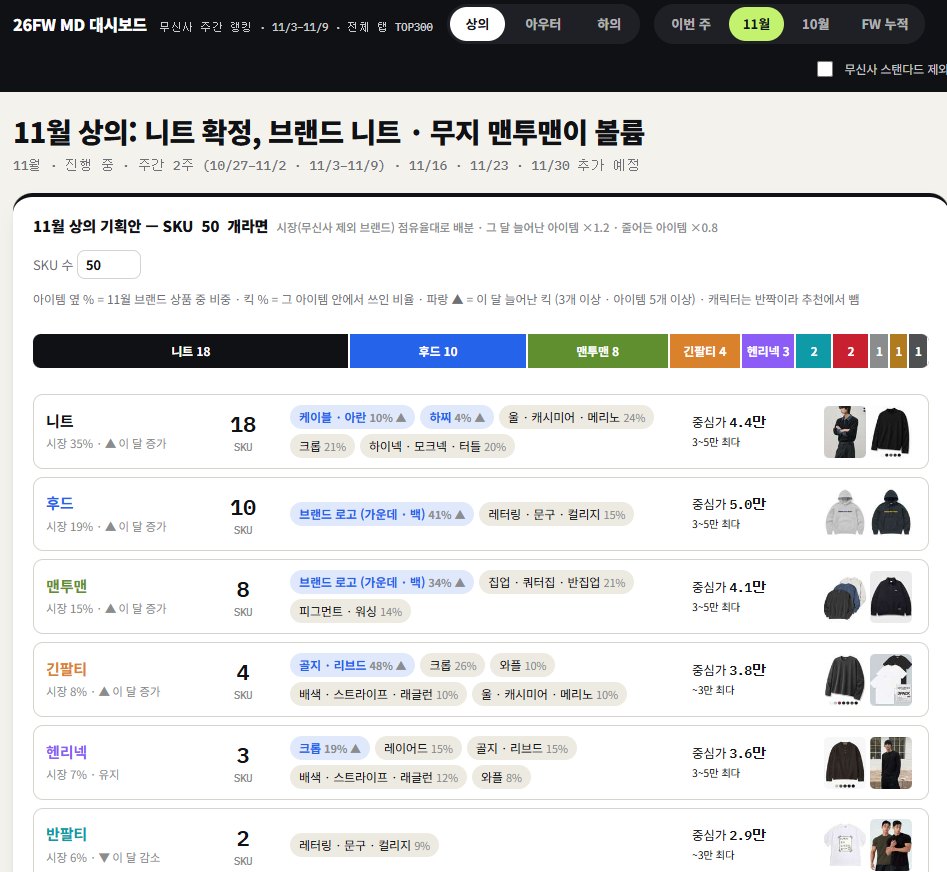 26FW MD 대시보드 무신사 주간 랭킹 · 11/3–11/9 · 전체 탭 TOP300 상의 아우터 하의 이번 주 11월 10월 FW 누적
무신사 스탠다드 제외
11월 상의: 니트 확정, 브랜드 니트 · 무지 맨투맨이 볼륨
11월 · 진행 중 · 주간 2주 (10/27–11/2 · 11/3–11/9) · 11/16 · 11/23 · 11/30 추가 예정
11월 상의 기획안 — SKU 50 개라면 시장(무신사 제외 브랜드) 점유율대로 배분 · 그 달 늘어난 아이템 ×1.2 · 줄어든 아이템 ×0.8
SKU 수 50
아이템 옆 % = 11월 브랜드 상품 중 비중 · 킥 % = 그 아이템 안에서 쓰인 비율 · 파랑 ▲ = 이 달 늘어난 킥 (3개 이상 · 아이템 5개 이상) · 캐릭터는 반짝이라 추천에서 뺌
니트 18 후드 10 맨투맨 8 긴팔티 4 헨리넥 3 2 2 1 1 1
니트
시장 35% · ▲ 이 달 증가
18
SKU
케이블 · 아란 10% ▲ 하찌 4% ▲ 울 · 캐시미어 · 메리노 24%
크롭 21% 하이넥 · 모크넥 · 터틀 20%
중심가 4.4만
3~5만 최다
후드
시장 19% · ▲ 이 달 증가
10
SKU
브랜드 로고 (가운데 · 백) 41% ▲ 레터링 · 문구 · 컬리지 15%
중심가 5.0만
3~5만 최다
맨투맨
시장 15% · ▲ 이 달 증가
8
SKU
브랜드 로고 (가운데 · 백) 34% ▲ 집업 · 쿼터집 · 반집업 21%
피그먼트 · 워싱 14%
중심가 4.1만
3~5만 최다
긴팔티
시장 8% · ▲ 이 달 증가
4
SKU
골지 · 리브드 48% ▲ 크롭 26% 와플 10%
배색 · 스트라이프 · 래글런 10% 울 · 캐시미어 · 메리노 10%
중심가 3.8만
~3만 최다
헨리넥
시장 7% · 유지
3
SKU
크롭 19% ▲ 레이어드 15% 골지 · 리브드 15%
배색 · 스트라이프 · 래글런 12% 와플 8%
중심가 3.6만
3~5만 최다
반팔티
시장 6% · ▼ 이 달 감소
2
SKU
레터링 · 문구 · 컬리지 9%
중심가 2.9만
~3만 최다